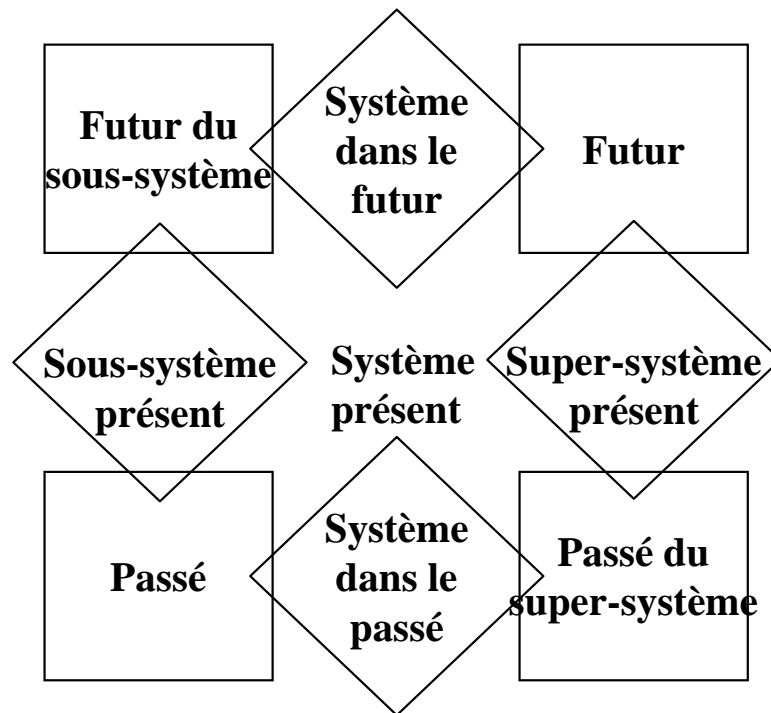 Futur du
sous-système
Système
dans le
futur
Futur
Sous-système
présent
Système
présent
Super-système
présent
Passé
Système
dans le
passé
Passé du
super-système